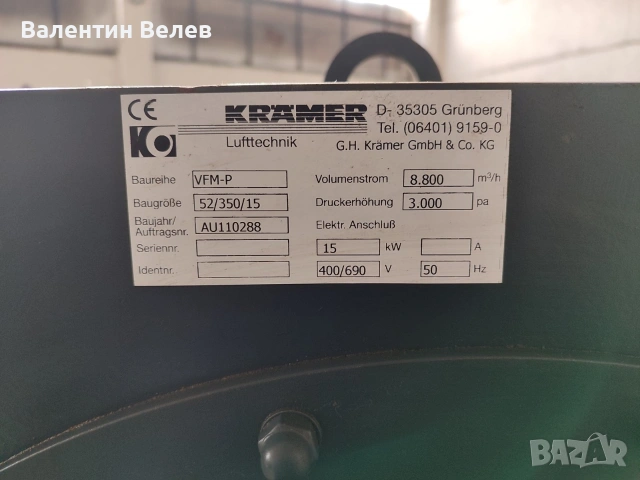 Валентин Велев
CE
KRÄMER
Lufttechnik
D- 35305 Grünberg
Tel. (06401) 9159-0
G.H. Krämer GmbH & Co. KG
Baureihe VFM-P
Baugröße 52/350/15
Baujahr/
Auftragsnr. AU110288
Seriennr.
Identnr.
Volumenstrom 8.800 m³/h
Druckerhöhung 3.000 pa
Elektr. Anschluß
15 kW A
400/690 V 50 Hz
BAZAR